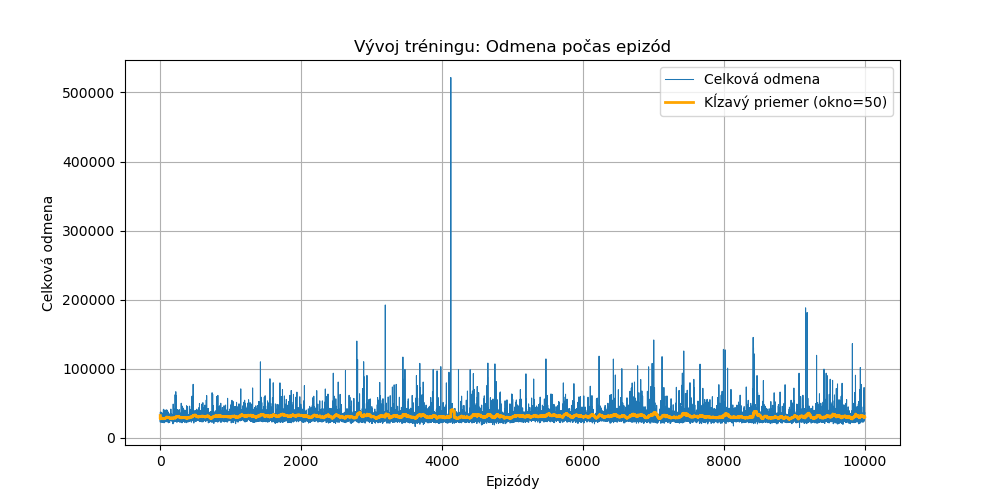 Vývoj tréningu: Odmena počas epizód
Celková odmena
Kĺzavý priemer (okno=50)
500000
400000
300000
200000
100000
0
Celková odmena
0
2000
4000
6000
8000
10000
Epizódy